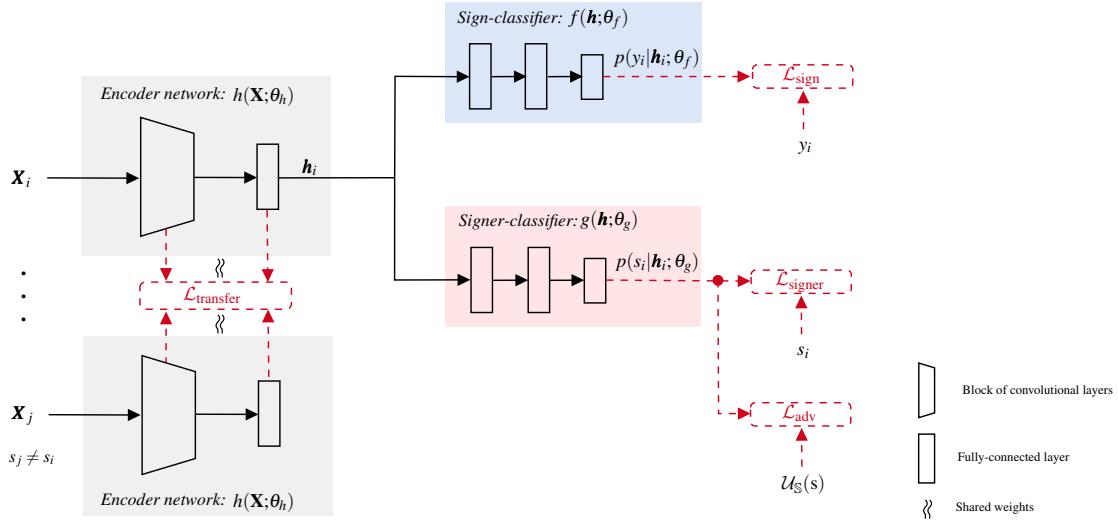 Sign-classifier: f(h;θ_f)
p(y_i|h_i;θ_f)
ℒ_sign
y_i
Encoder network: h(X;θ_h)
X_i
h_i
Signer-classifier: g(h;θ_g)
p(s_i|h_i;θ_g)
ℒ_signer
s_i
ℒ_transfer
X_j
s_j ≠ s_i
Encoder network: h(X;θ_h)
ℒ_adv
𝒰_𝕊(s)
Block of convolutional layers
Fully-connected layer
Shared weights